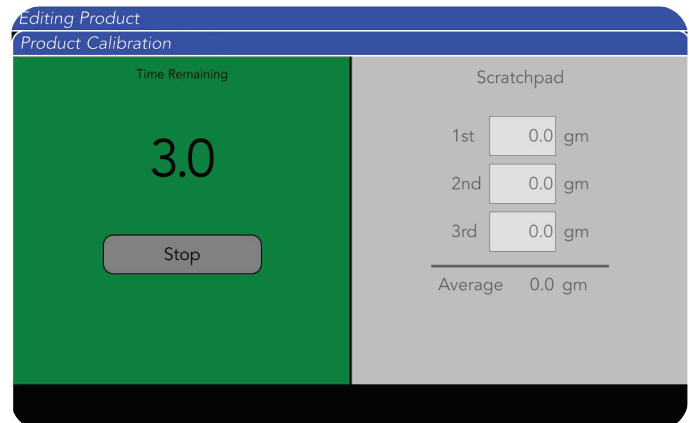 Editing Product
Product Calibration
Time Remaining
3.0
Stop
Scratchpad
1st 0.0 gm
2nd 0.0 gm
3rd 0.0 gm
Average 0.0 gm